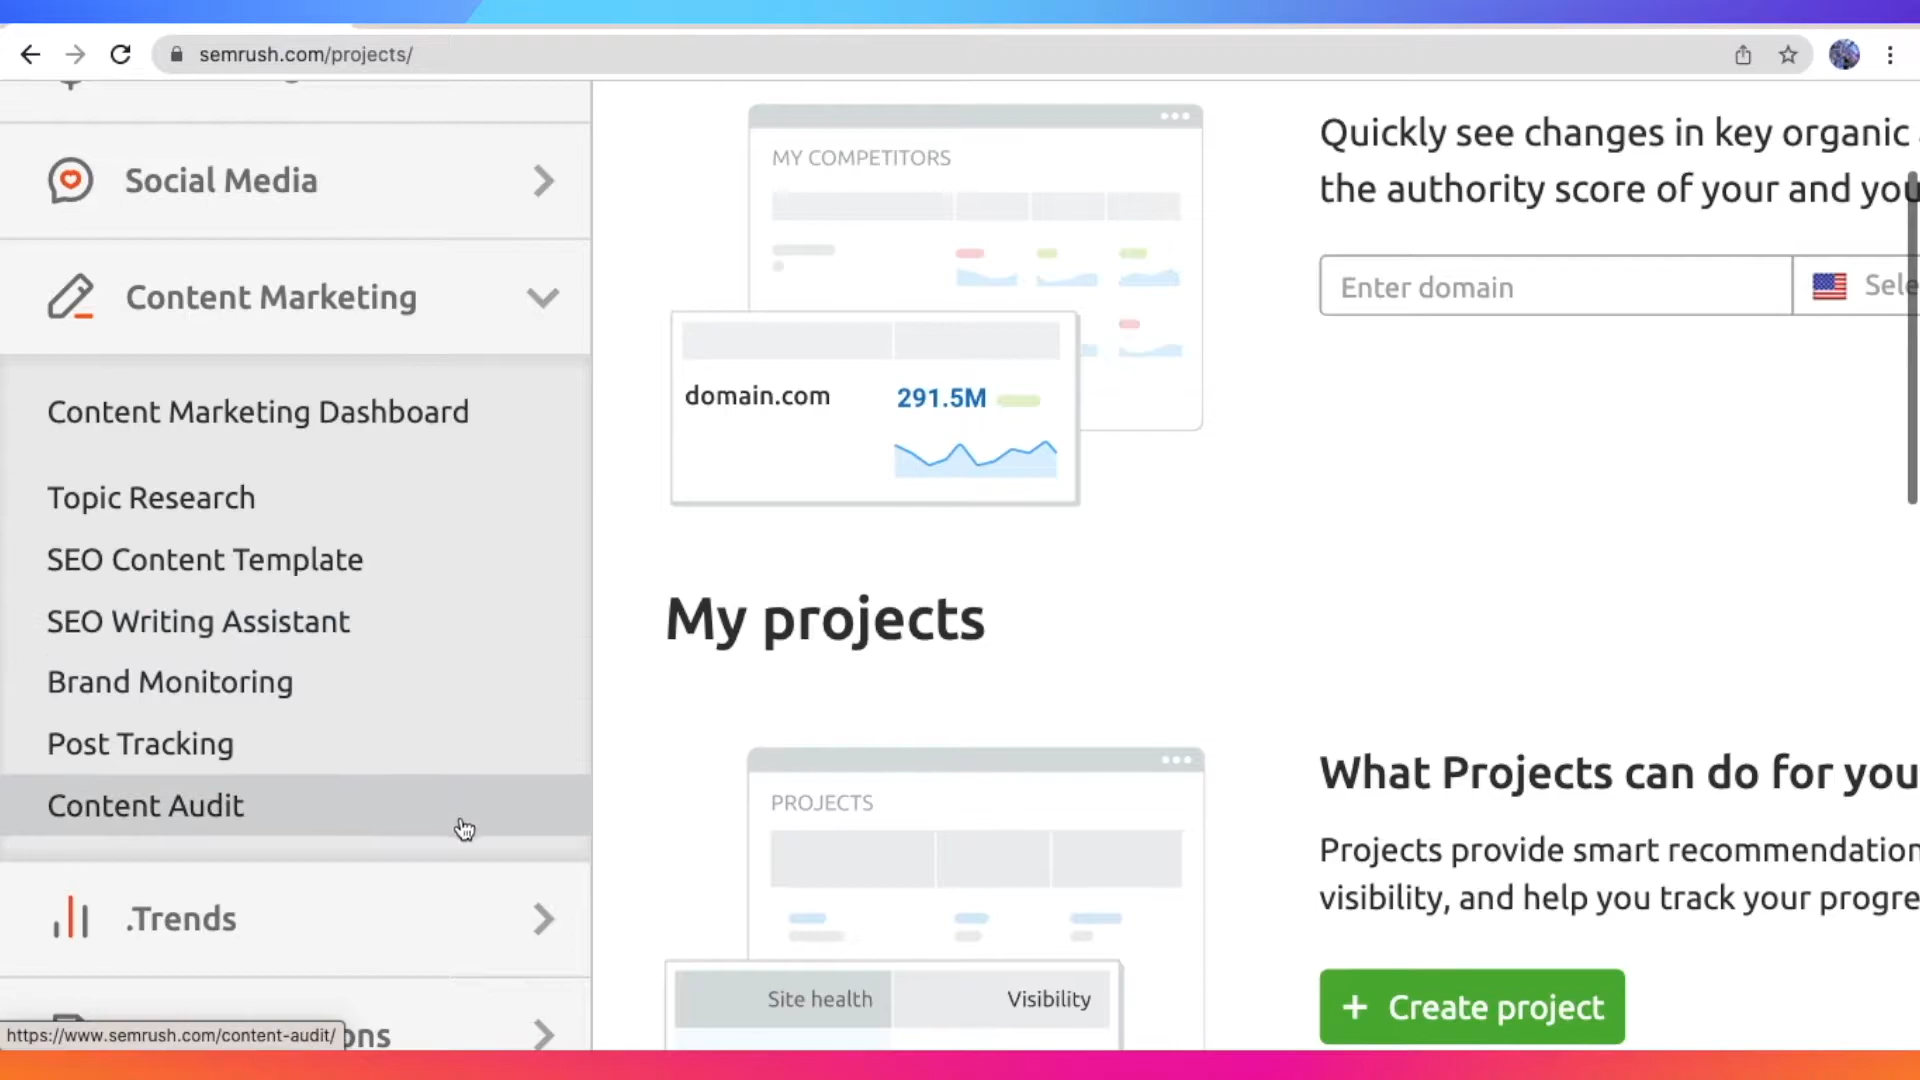 semrush.com/projects/
Social Media
Content Marketing
Content Marketing Dashboard
Topic Research
SEO Content Template
SEO Writing Assistant
Brand Monitoring
Post Tracking
Content Audit
.Trends
ons
https://www.semrush.com/content-audit/
MY COMPETITORS
domain.com 291.5M
Quickly see changes in key organic
the authority score of your and you
Enter domain
Sele
My projects
PROJECTS
Site health Visibility
What Projects can do for you
Projects provide smart recommendation
visibility, and help you track your progre
+ Create project